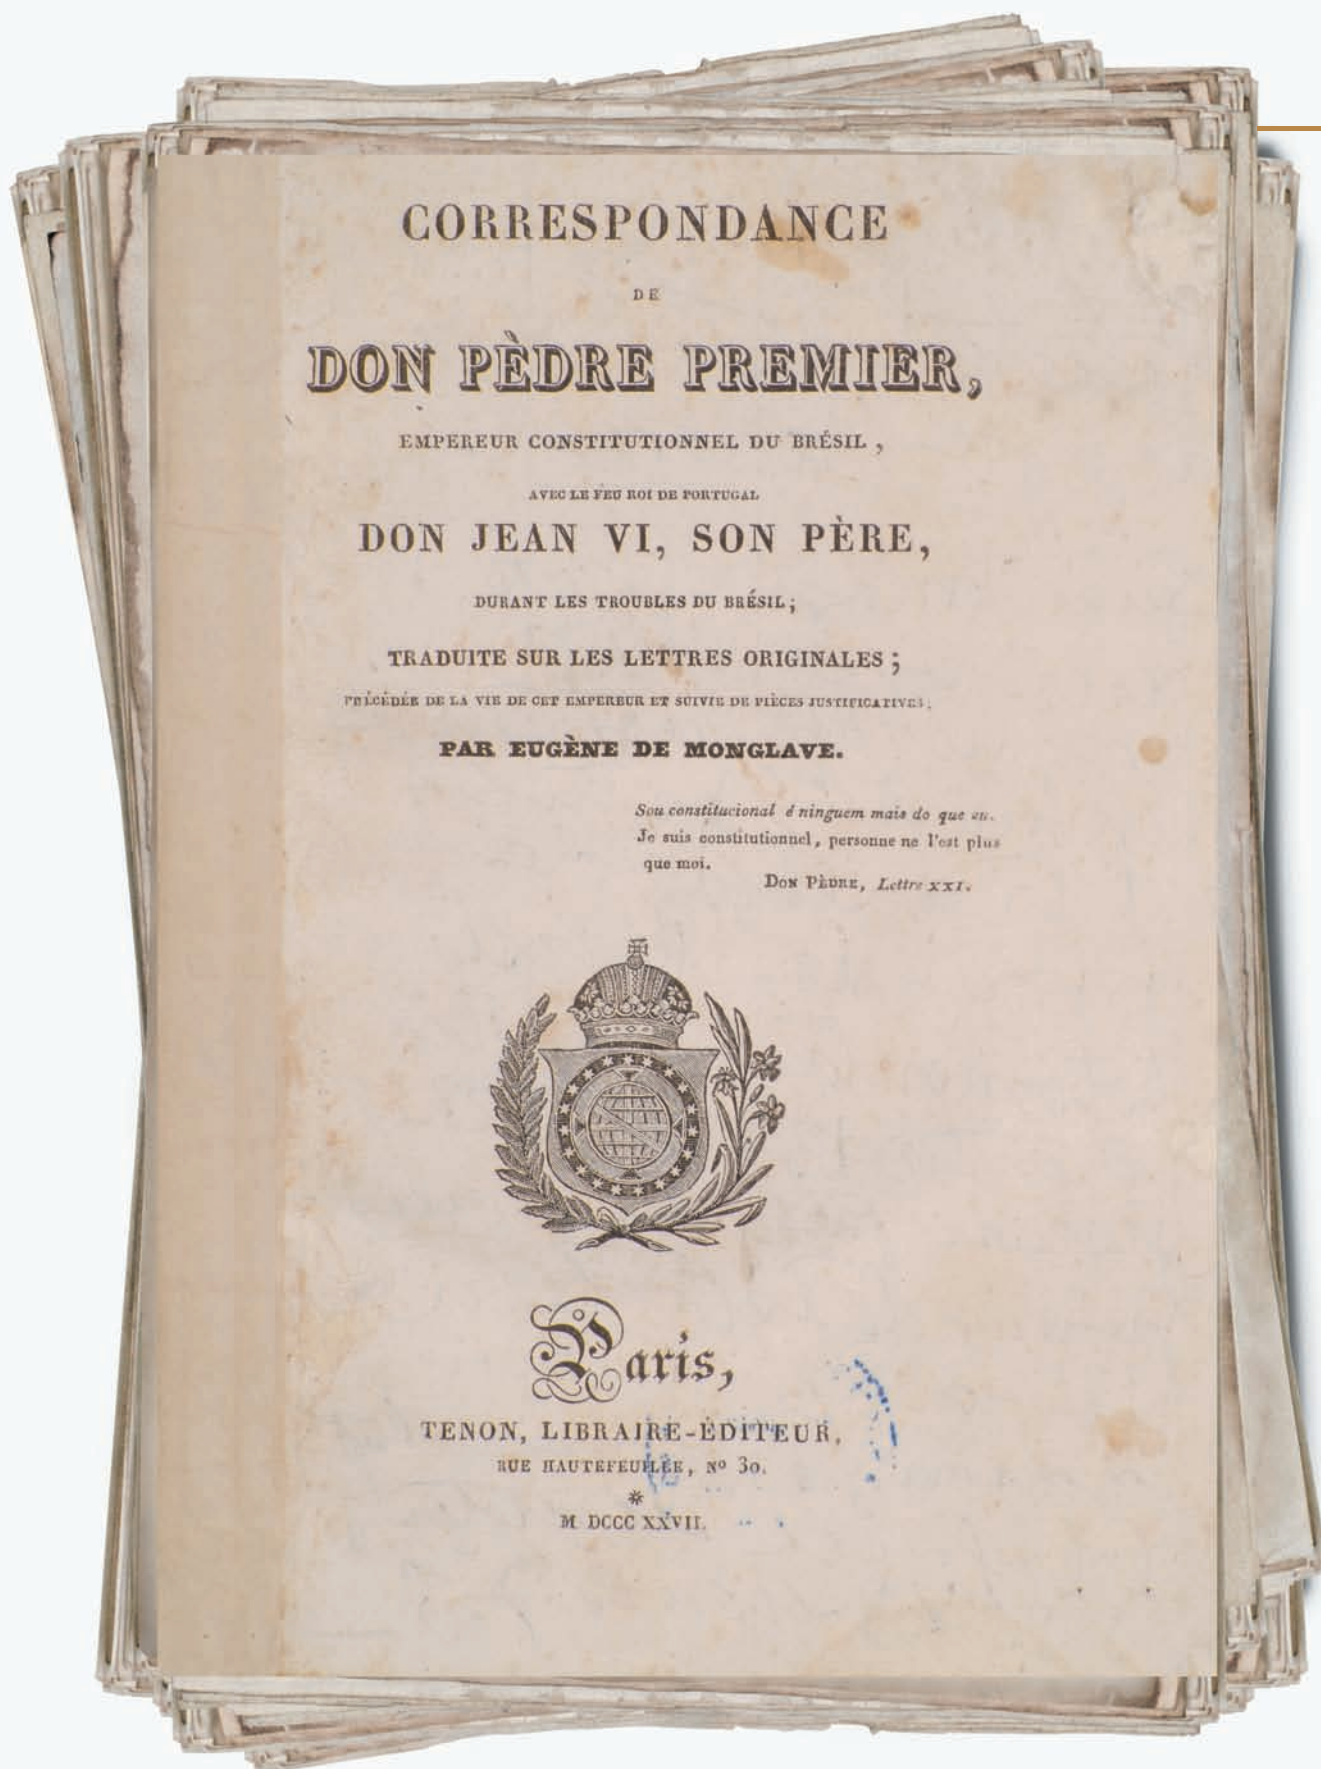 CORRESPONDANCE
DE
DON PÈDRE PREMIER,
EMPEREUR CONSTITUTIONNEL DU BRÉSIL ,
AVEC LE FEU ROI DE PORTUGAL
DON JEAN VI, SON PÈRE,
DURANT LES TROUBLES DU BRÉSIL ;
TRADUITE SUR LES LETTRES ORIGINALES ;
PRÉCÉDÉE DE LA VIE DE CET EMPEREUR ET SUIVIE DE PIÈCES JUSTIFICATIVES ;
PAR EUGÈNE DE MONGLAVE.
Sou constitucional é ninguem mais do que eu.
Je suis constitutionnel, personne ne l'est plus
que moi.
DON PÈDRE, Lettre XXI.
Paris,
TENON, LIBRAIRE-ÉDITEUR,
RUE HAUTEFEUILLE, Nº 30.
*
M DCCC XXVII.